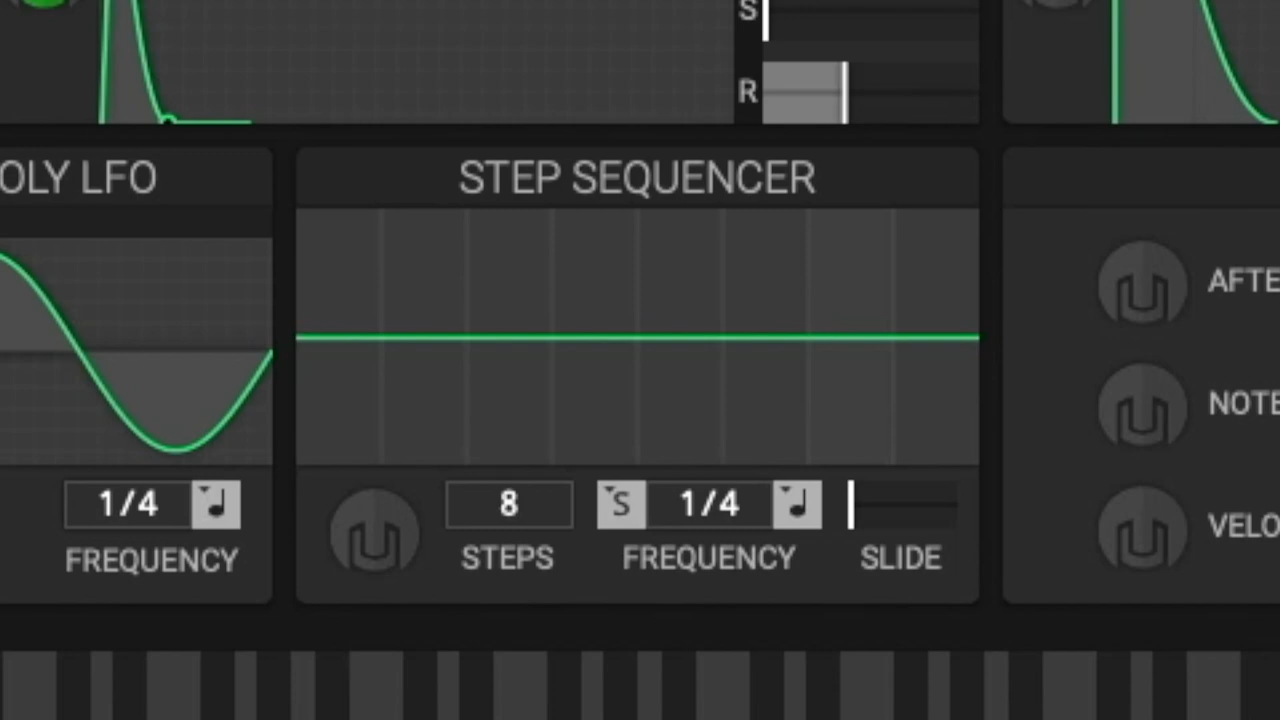 S
R
OLY LFO
STEP SEQUENCER
AFTE
NOTE
VELO
1/4
FREQUENCY
8
STEPS
S 1/4
FREQUENCY
SLIDE